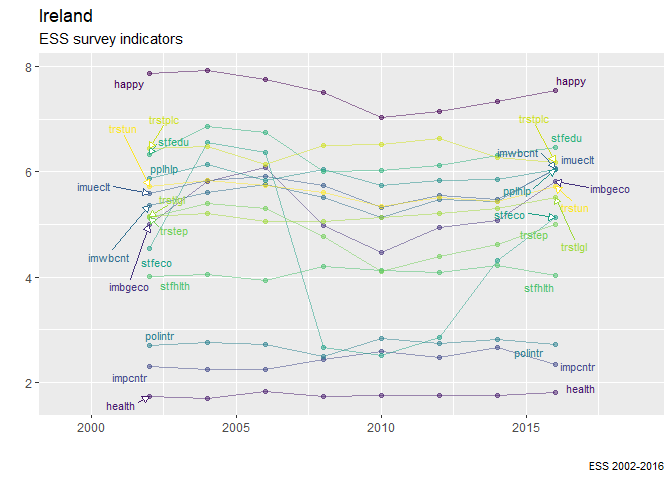 Ireland
ESS survey indicators
8
6
4
2
happy
trstplc
trstun
stfedu
pplhlp
imueclt
trstlgl
trstep
imwbcnt
stfeco
imbgeco
stfhlth
polintr
impcntr
health
happy
trstplc
stfedu
imwbcnt
imueclt
pplhlp
imbgeco
trstun
stfeco
trstep
trstlgl
stfhlth
polintr
impcntr
health
2000
2005
2010
2015
ESS 2002-2016